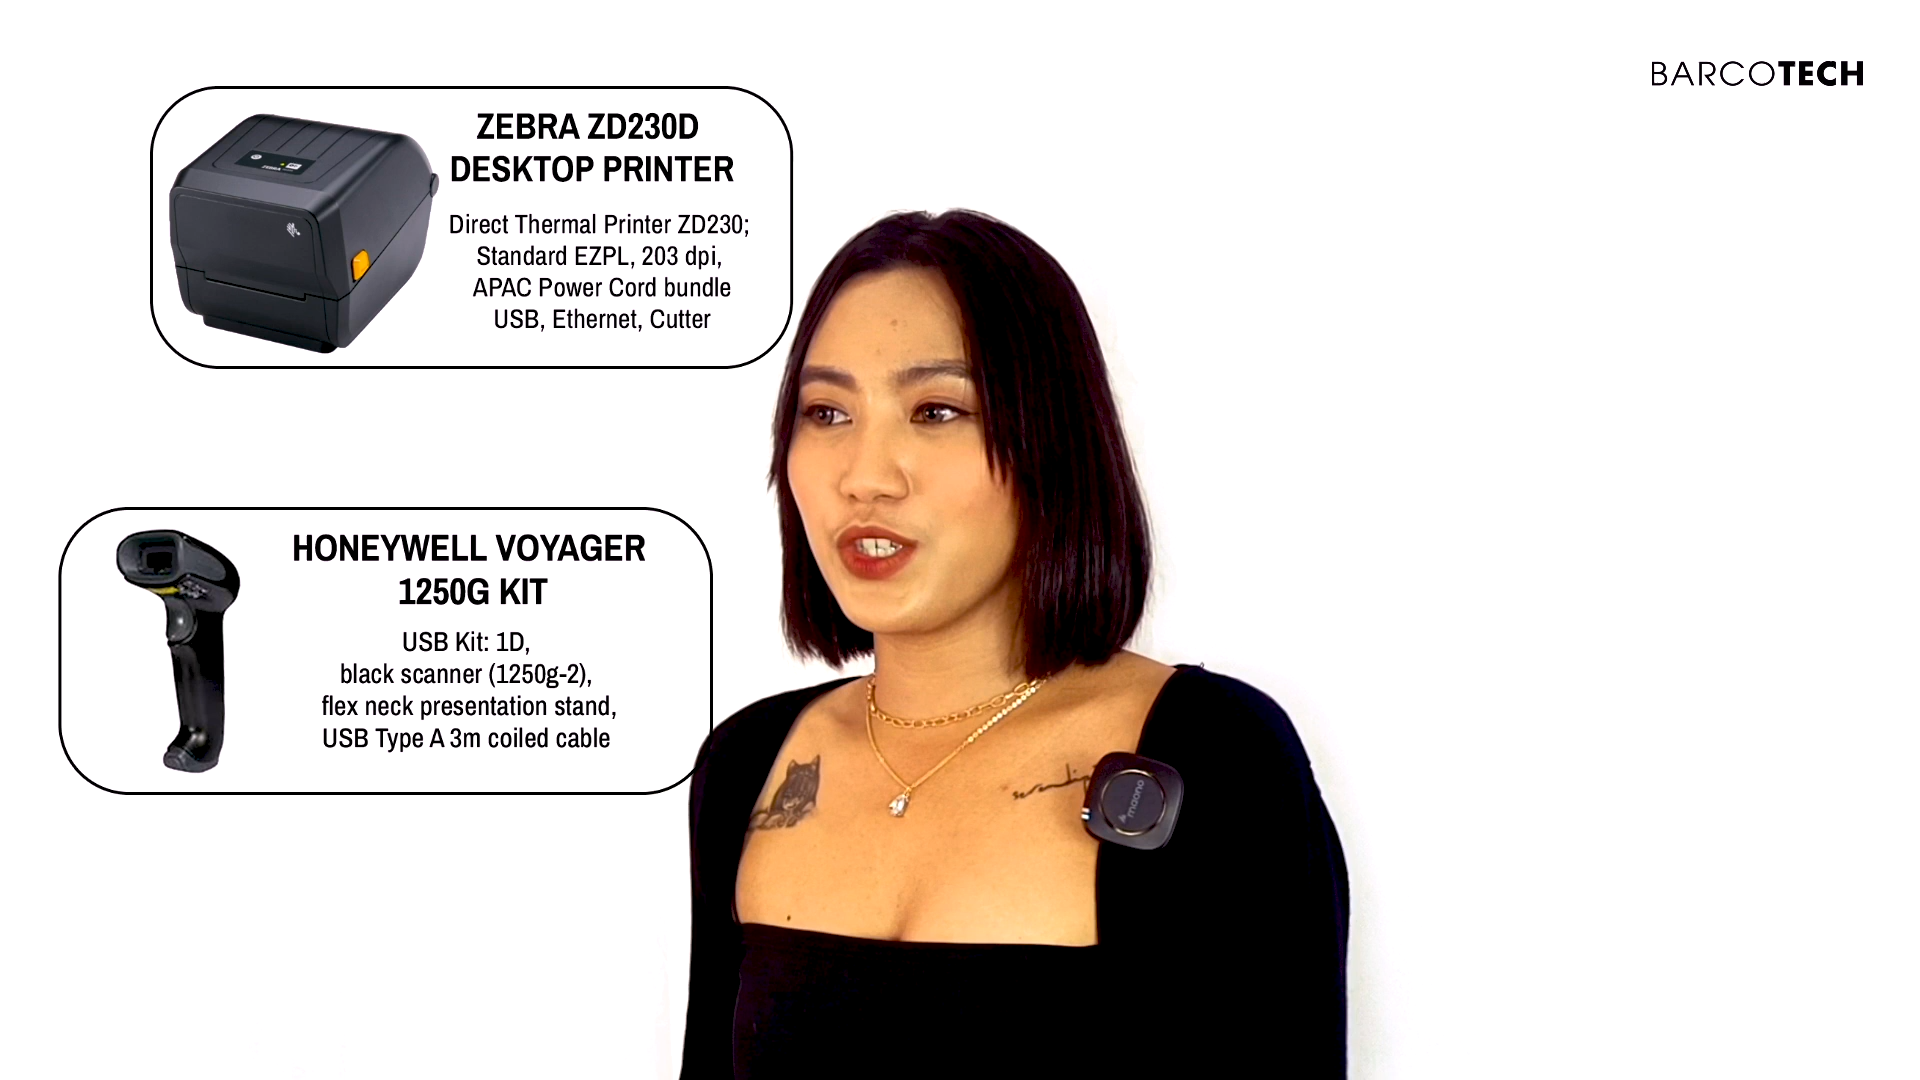 BARCOTECH
ZEBRA ZD230D
DESKTOP PRINTER
Direct Thermal Printer ZD230;
Standard EZPL, 203 dpi,
APAC Power Cord bundle
USB, Ethernet, Cutter
HONEYWELL VOYAGER
1250G KIT
USB Kit: 1D,
black scanner (1250g-2),
flex neck presentation stand,
USB Type A 3m coiled cable
maono